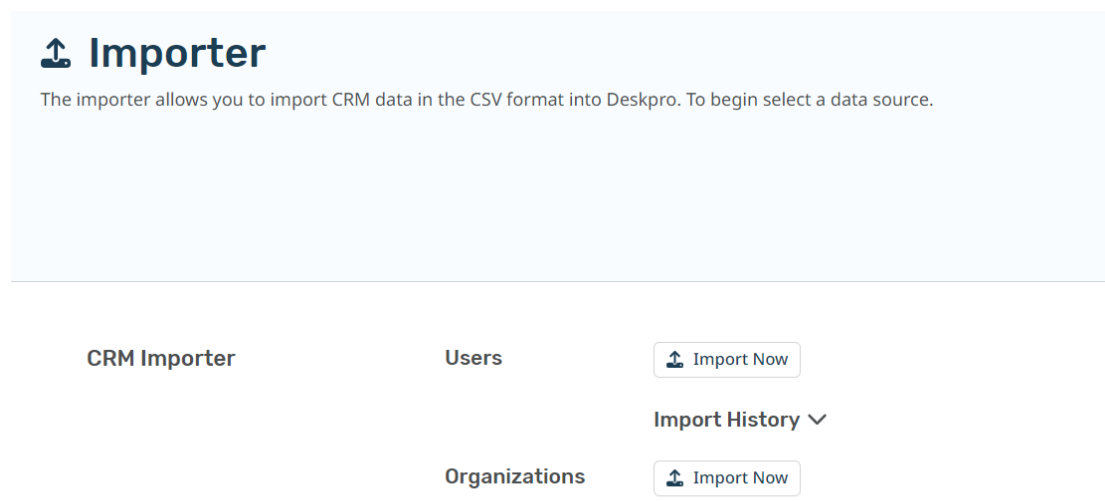 Importer
The importer allows you to import CRM data in the CSV format into Deskpro. To begin select a data source.
CRM Importer
Users
Import Now
Import History
Organizations
Import Now